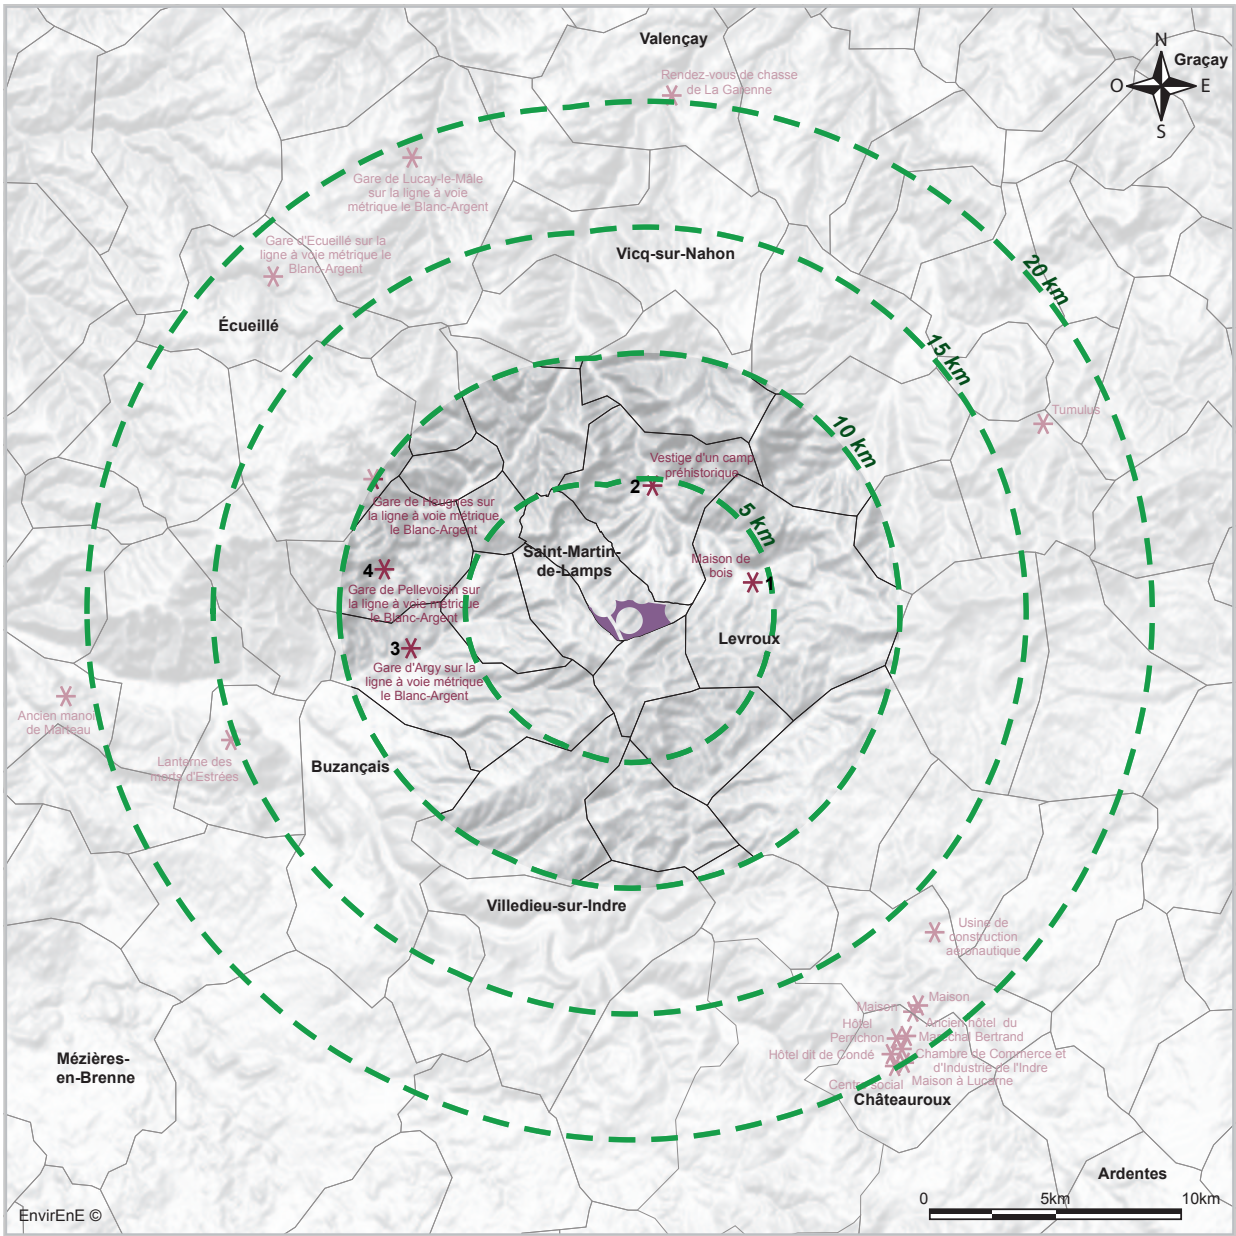 Valençay
N
Graçay
O
E
S
Rendez-vous de chasse
de La Garenne
Gare de Lucay-le-Mâle
sur la ligne à voie
métrique le Blanc-Argent
Gare d'Ecueillé sur la
ligne à voie métrique le
Blanc-Argent
Vicq-sur-Nahon
20 km
Écueillé
15 km
Tumulus
10 km
Vestige d'un camp
préhistorique
2
Gare de Heugnes sur
la ligne à voie métrique
le Blanc-Argent
5 km
Saint-Martin-
de-Lamps
Maison de
bois
1
4
Gare de Pellevoisin sur
la ligne à voie métrique
le Blanc-Argent
Levroux
3
Gare d'Argy sur la
ligne à voie métrique
le Blanc-Argent
Ancien manoir
de Marteau
Lanterne des
morts d'Estrées
Buzançais
Villedieu-sur-Indre
Usine de
construction
aéronautique
Maison
Maison
Hôtel
Perrichon
Ancien hôtel du
Maréchal Bertrand
Hôtel dit de Condé
Chambre de Commerce et
d'Industrie de l'Indre
Centre social
Maison à Lucarne
Châteauroux
Mézières-
en-Brenne
Ardentes
0
5km
10km
EnvirEnE ©